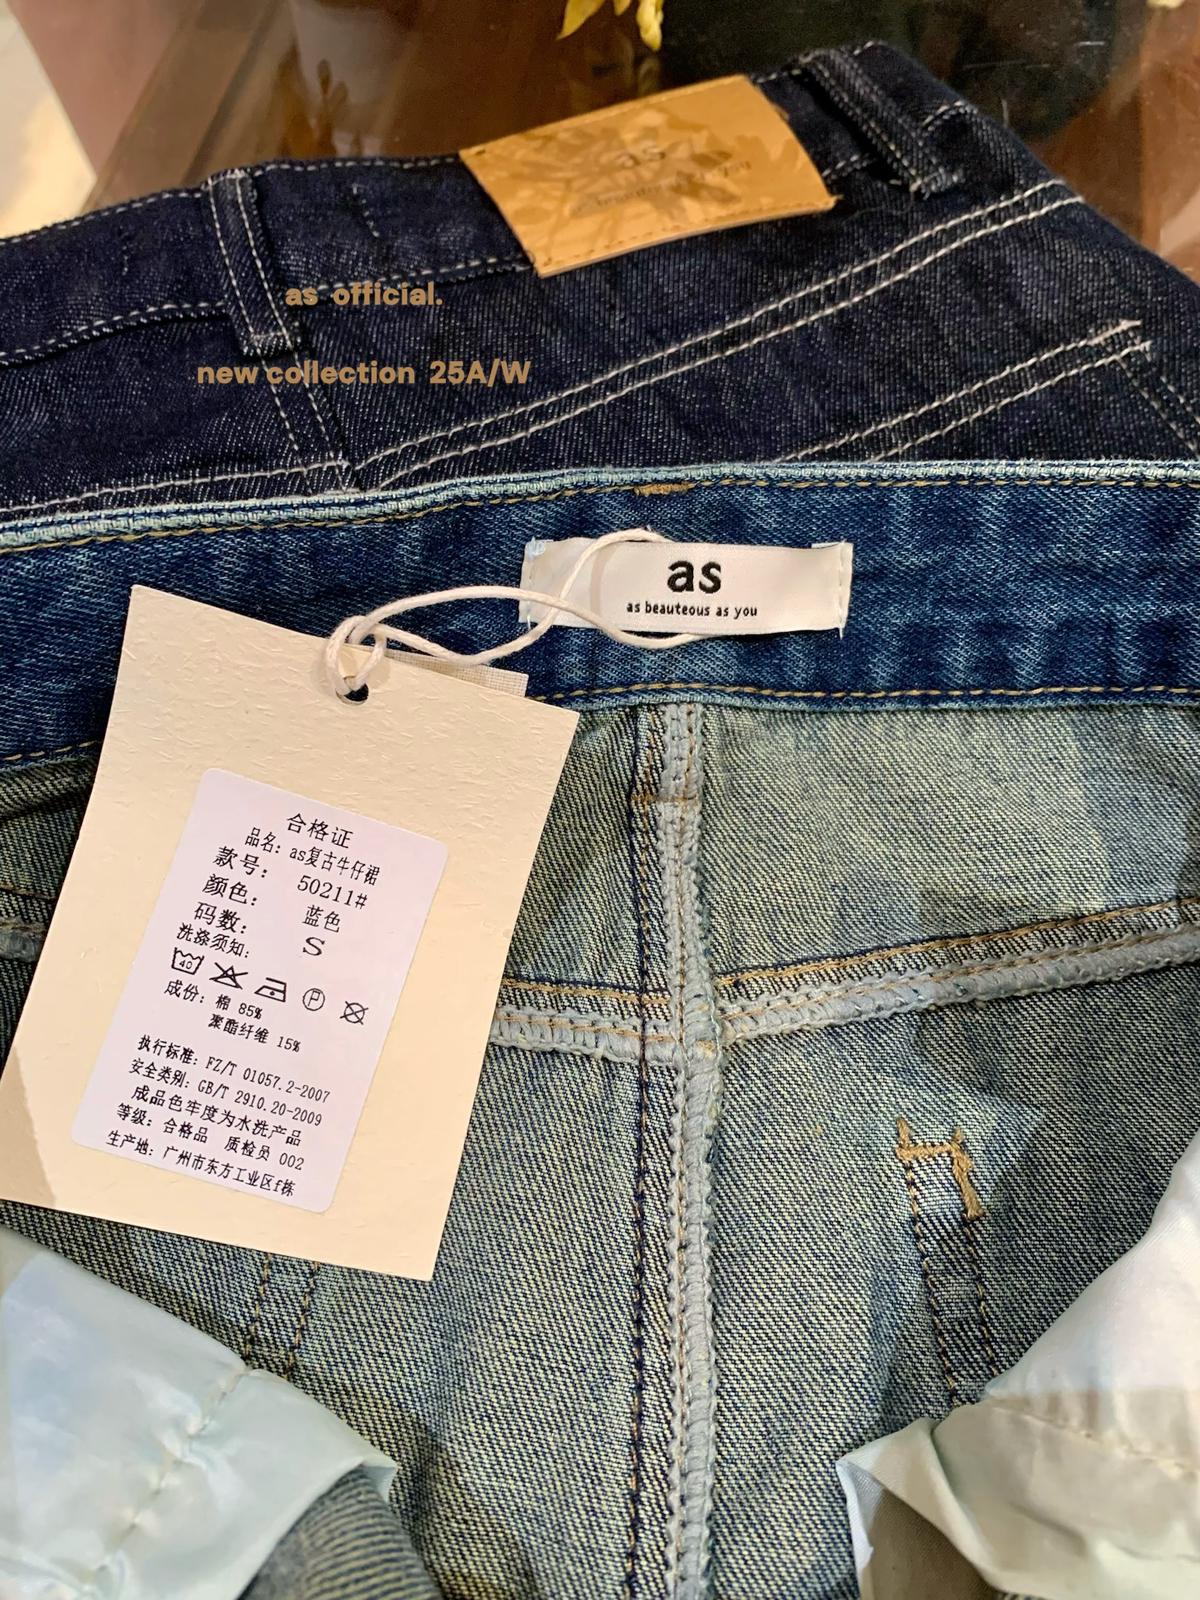 as
as official.
new collection 25A/W
as
as beauteous as you
合格证
品名: as复古牛仔裙
款号: 50211#
颜色: 蓝色
码数: S
洗涤须知:
40
P
成份: 棉 85%
聚酯纤维 15%
执行标准: FZ/T 01057.2-2007
安全类别: GB/T 2910.20-2009
成品色牢度为水洗产品
等级: 合格品 质检员 002
生产地: 广州市东方工业区f栋